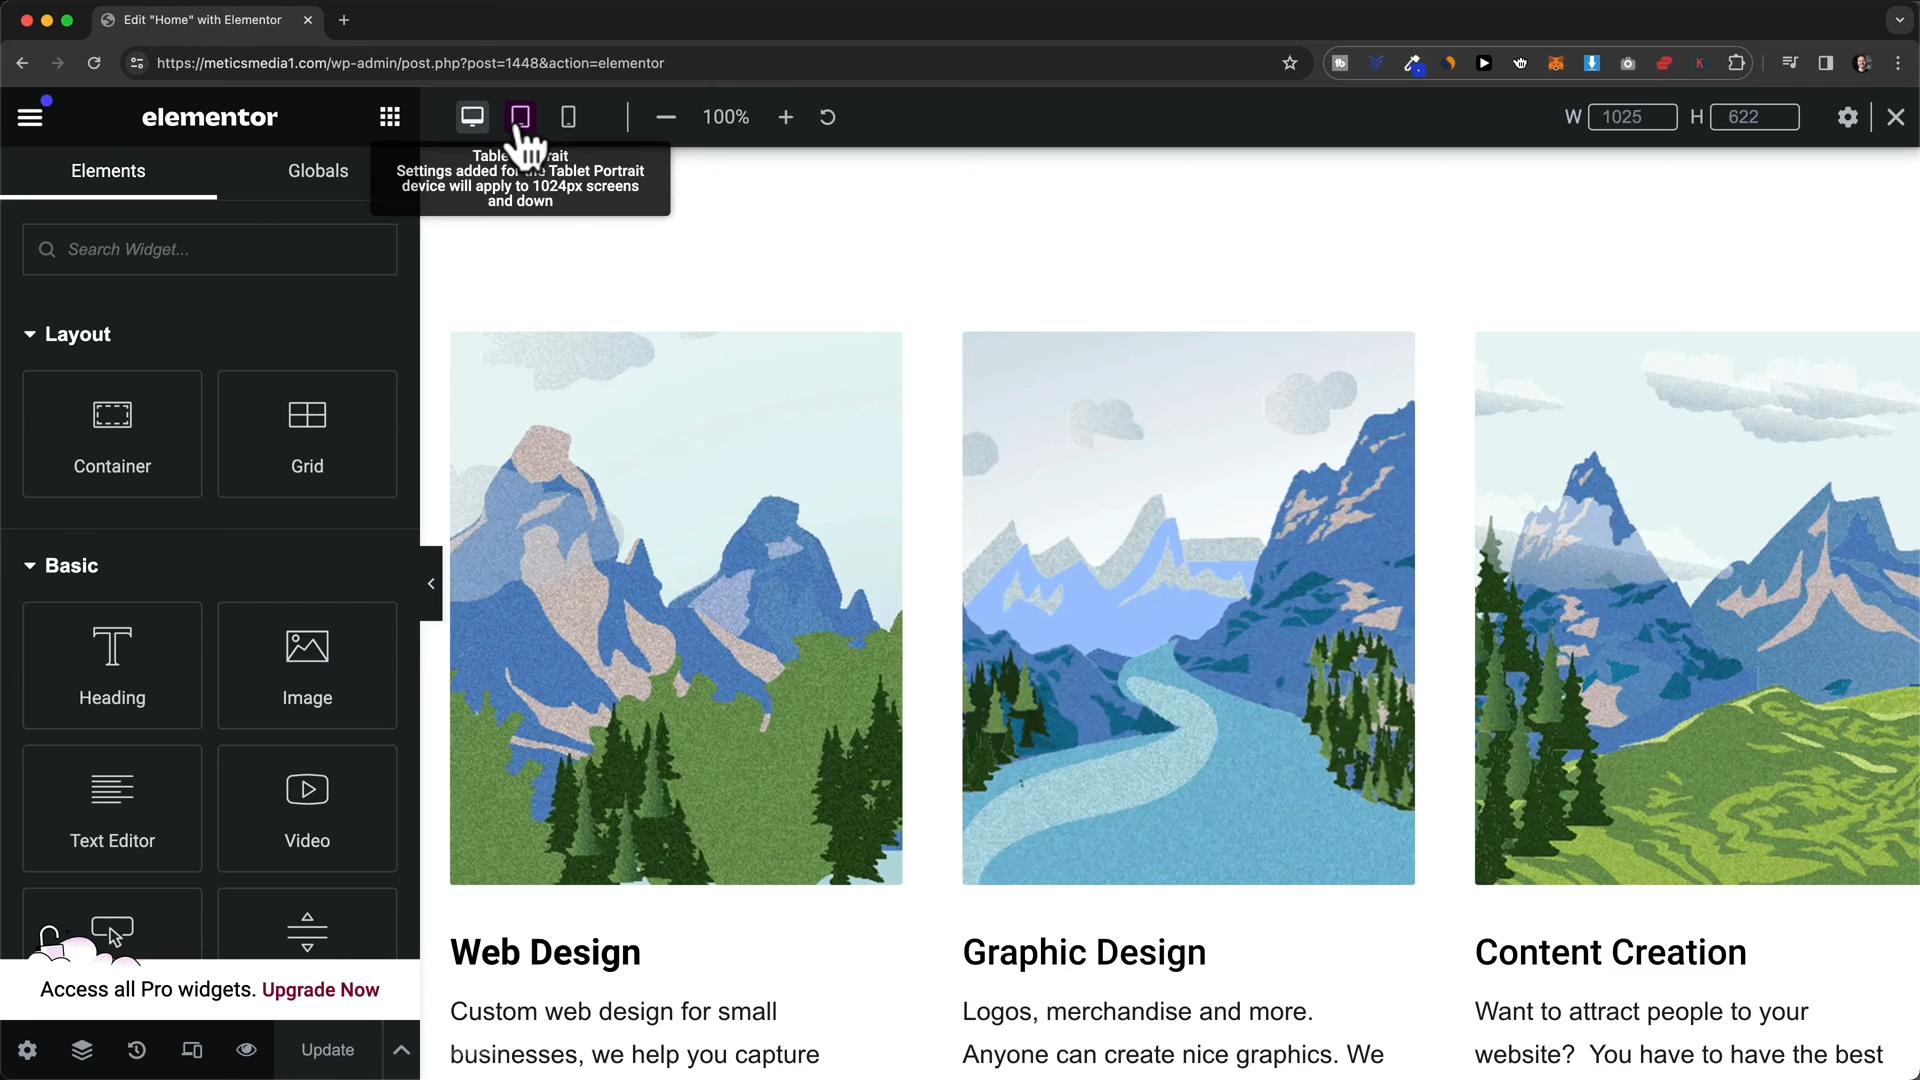 Edit "Home" with Elementor
https://meticsmedia1.com/wp-admin/post.php?post=1448&action=elementor
elementor
100%
W 1025 H 622
Elements
Globals
Settings added for the Tablet Portrait
device will apply to 1024px screens
and down
Search Widget...
Layout
Container
Grid
Basic
Heading
Image
Text Editor
Video
Access all Pro widgets. Upgrade Now
Update
Web Design
Custom web design for small
businesses, we help you capture
Graphic Design
Logos, merchandise and more.
Anyone can create nice graphics. We
Content Creation
Want to attract people to your
website? You have to have the best